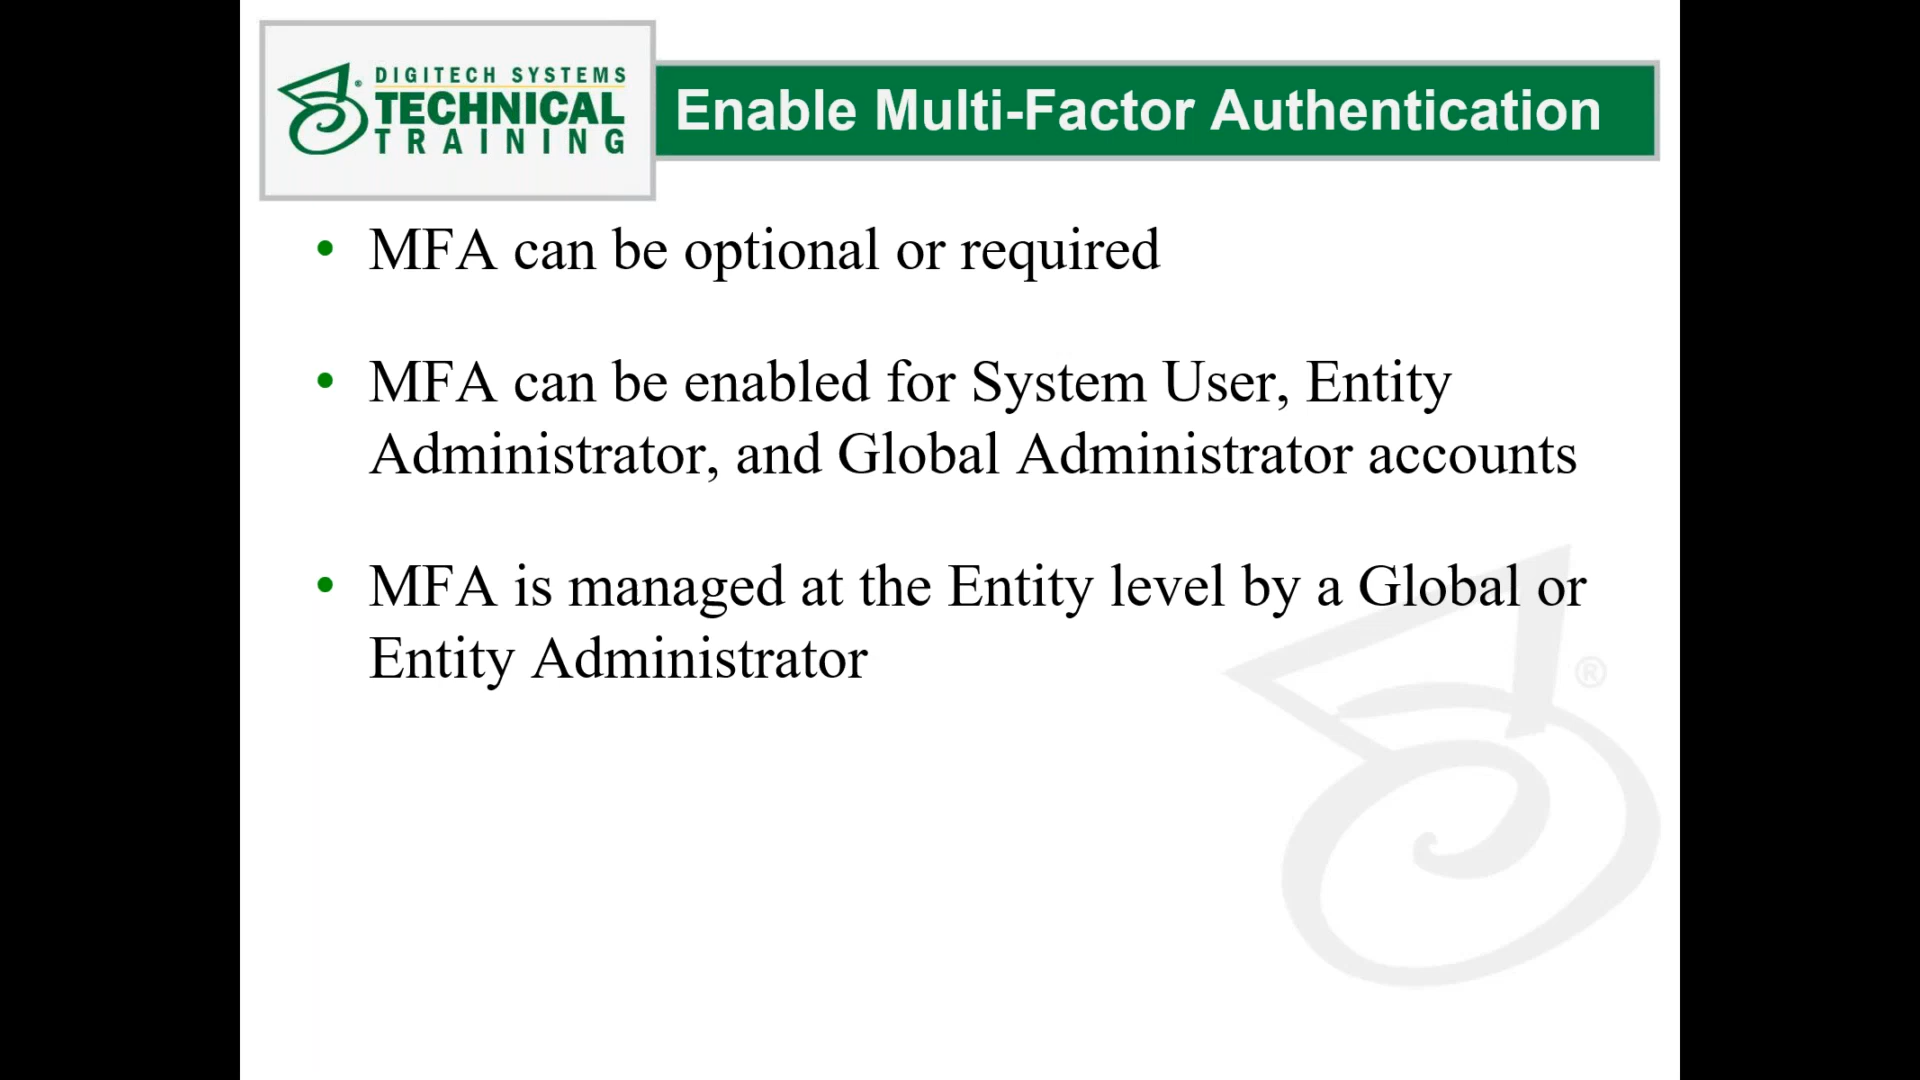 DIGITECH SYSTEMS
TECHNICAL
TRAINING
®
Enable Multi-Factor Authentication
• MFA can be optional or required
• MFA can be enabled for System User, Entity
Administrator, and Global Administrator accounts
• MFA is managed at the Entity level by a Global or
Entity Administrator
®